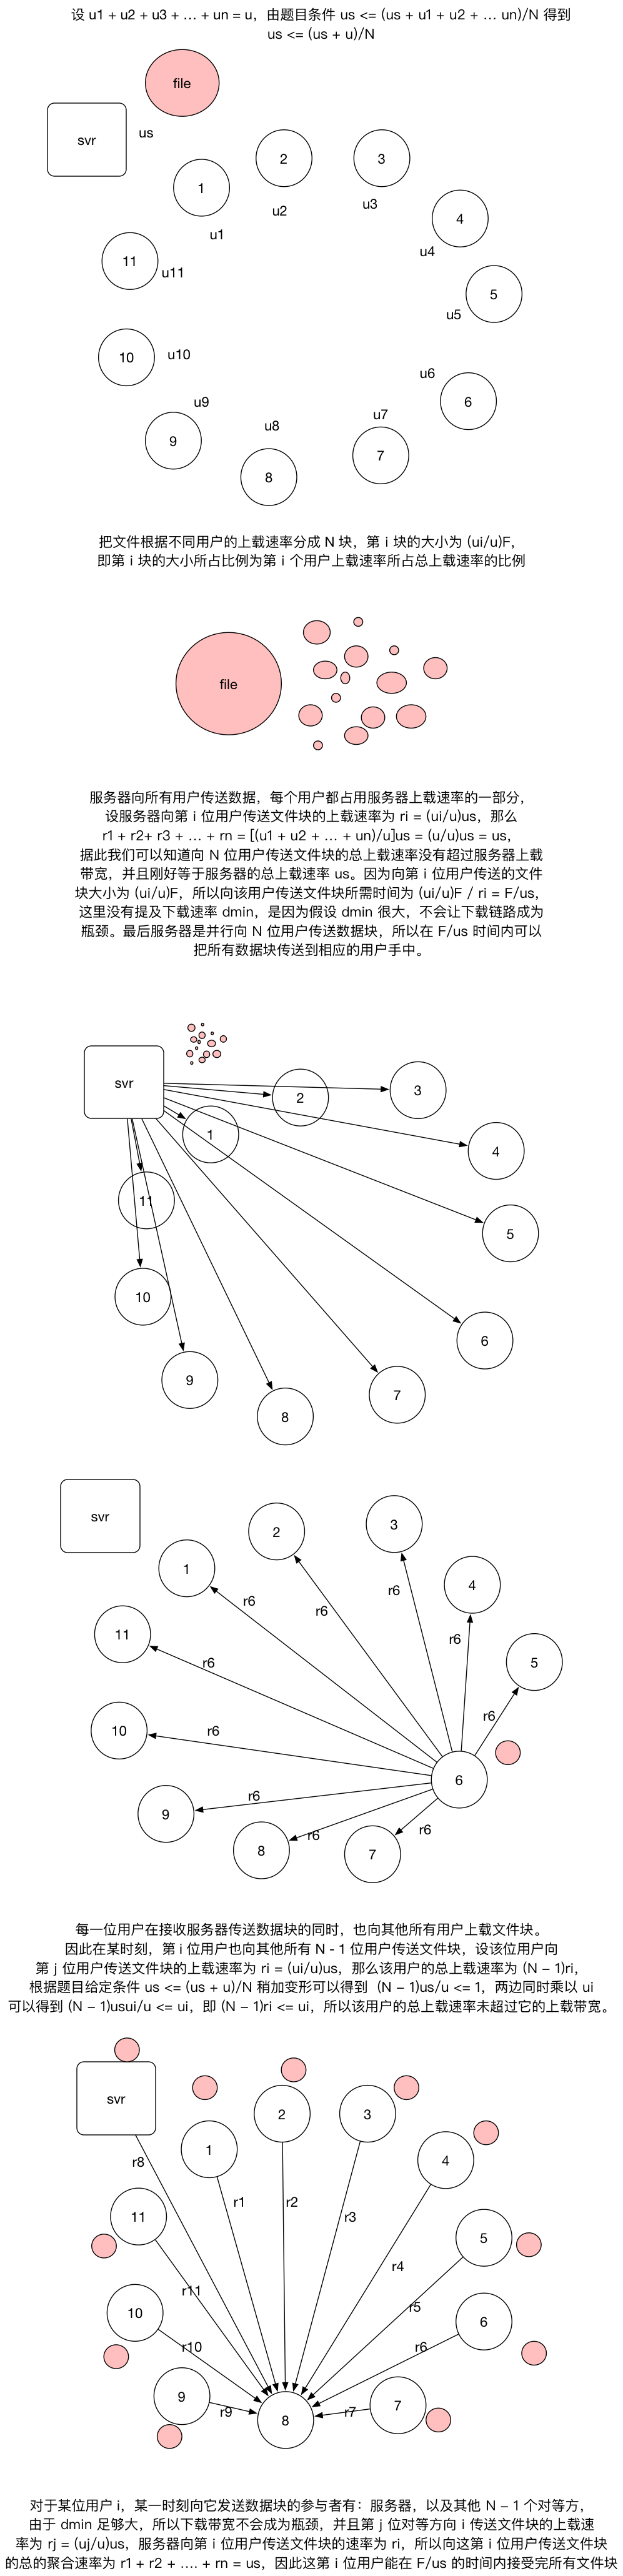 设 u1 + u2 + u3 + … + un = u，由题目条件 us <= (us + u1 + u2 + … un)/N 得到
us <= (us + u)/N
file
svr
us
1
2
3
4
5
6
7
8
9
10
11
u1
u2
u3
u4
u5
u6
u7
u8
u9
u10
u11
把文件根据不同用户的上载速率分成 N 块，第 i 块的大小为 (ui/u)F，
即第 i 块的大小所占比例为第 i 个用户上载速率所占总上载速率的比例
file
服务器向所有用户传送数据，每个用户都占用服务器上载速率的一部分，
设服务器向第 i 位用户传送文件块的上载速率为 ri = (ui/u)us，那么
r1 + r2+ r3 + … + rn = [(u1 + u2 + … + un)/u]us = (u/u)us = us，
据此我们可以知道向 N 位用户传送文件块的总上载速率没有超过服务器上载
带宽，并且刚好等于服务器的总上载速率 us。因为向第 i 位用户传送的文件
块大小为 (ui/u)F，所以向该用户传送文件块所需时间为 (ui/u)F / ri = F/us，
这里没有提及下载速率 dmin，是因为假设 dmin 很大，不会让下载链路成为
瓶颈。最后服务器是并行向 N 位用户传送数据块，所以在 F/us 时间内可以
把所有数据块传送到相应的用户手中。
svr
1
2
3
4
5
6
7
8
9
10
11
svr
1
2
3
4
5
6
7
8
9
10
11
r6
r6
r6
r6
r6
r6
r6
r6
r6
r6
每一位用户在接收服务器传送数据块的同时，也向其他所有用户上载文件块。
因此在某时刻，第 i 位用户也向其他所有 N - 1 位用户传送文件块，设该位用户向
第 j 位用户传送文件块的上载速率为 ri = (ui/u)us，那么该用户的总上载速率为 (N − 1)ri，
根据题目给定条件 us <= (us + u)/N 稍加变形可以得到 (N − 1)us/u <= 1，两边同时乘以 ui
可以得到 (N − 1)usui/u <= ui，即 (N − 1)ri <= ui，所以该用户的总上载速率未超过它的上载带宽。
svr
1
2
3
4
5
6
7
8
9
10
11
r8
r1
r2
r3
r4
r5
r6
r7
r9
r10
r11
对于某位用户 i，某一时刻向它发送数据块的参与者有：服务器，以及其他 N − 1 个对等方，
由于 dmin 足够大，所以下载带宽不会成为瓶颈，并且第 j 位对等方向 i 传送文件块的上载速
率为 rj = (uj/u)us，服务器向第 i 位用户传送文件块的速率为 ri，所以向这第 i 位用户传送文件块
的总的聚合速率为 r1 + r2 + …. + rn = us，因此这第 i 位用户能在 F/us 的时间内接受完所有文件块